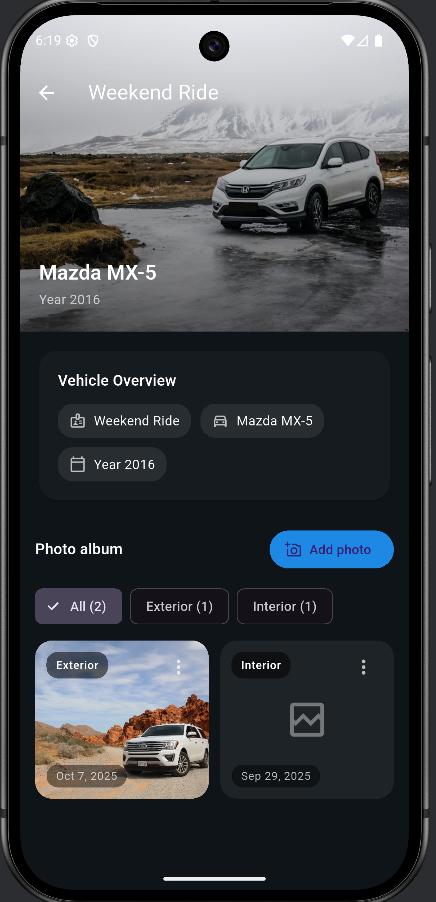 6:19
Weekend Ride
Mazda MX-5
Year 2016
Vehicle Overview
Weekend Ride
Mazda MX-5
Year 2016
Photo album
Add photo
All (2)
Exterior (1)
Interior (1)
Exterior
Interior
Oct 7, 2025
Sep 29, 2025